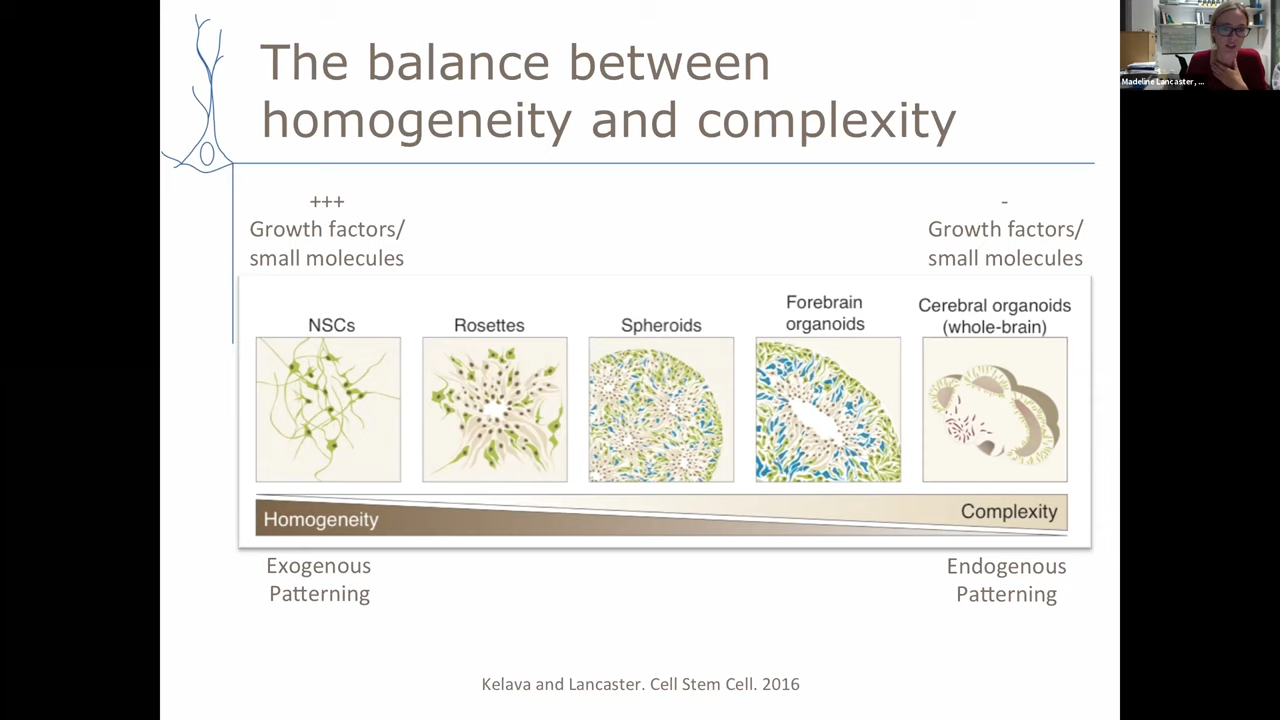 The balance between
homogeneity and complexity
Madeline Lancaster, ...
+++
Growth factors/
small molecules
-
Growth factors/
small molecules
NSCs
Rosettes
Spheroids
Forebrain
organoids
Cerebral organoids
(whole-brain)
Homogeneity
Complexity
Exogenous
Patterning
Endogenous
Patterning
Kelava and Lancaster. Cell Stem Cell. 2016